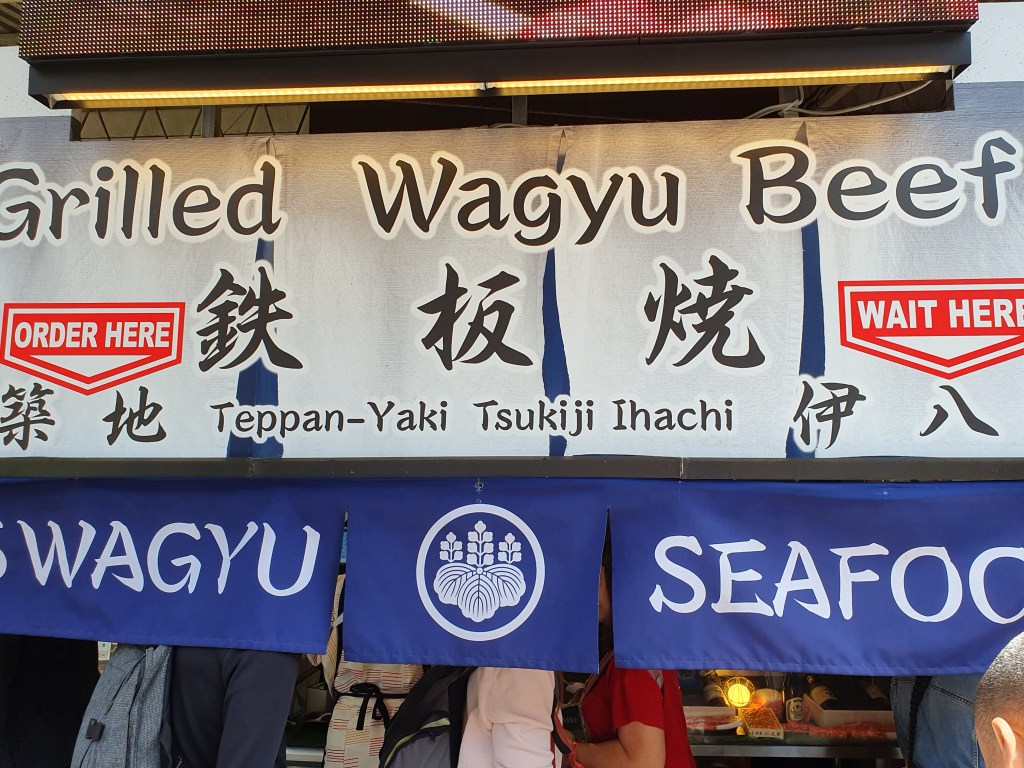 Grilled Wagyu Beef
鉄板焼
ORDER HERE
WAIT HERE
築地 Teppan-Yaki Tsukiji Ihachi 伊八
S WAGYU
SEAFOO